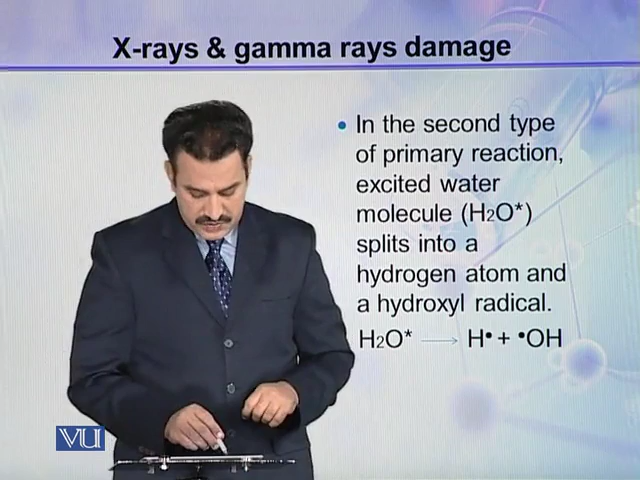 X-rays & gamma rays damage
• In the second type
of primary reaction,
excited water
molecule (H2O*)
splits into a
hydrogen atom and
a hydroxyl radical.
H2O* ⟶ H• + •OH
VU